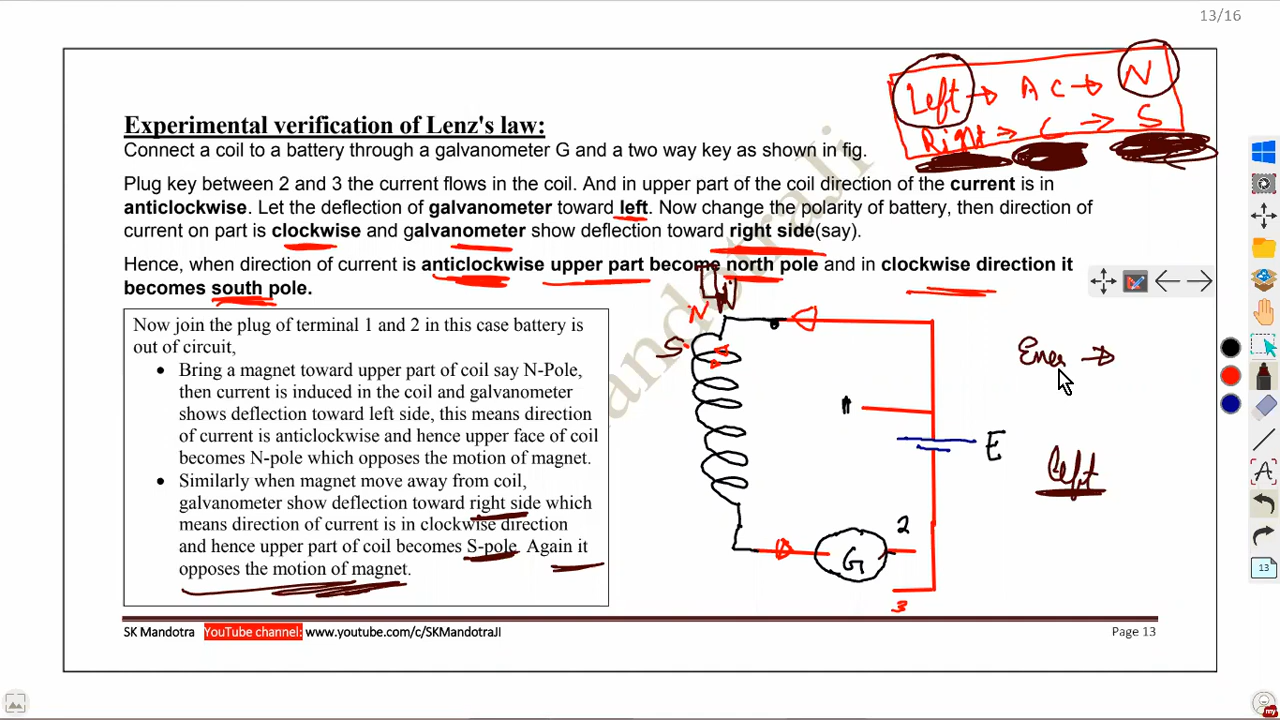 13/16
Left → AC → N
Right → C → S
Experimental verification of Lenz's law:
Connect a coil to a battery through a galvanometer G and a two way key as shown in fig.
Plug key between 2 and 3 the current flows in the coil. And in upper part of the coil direction of the current is in
anticlockwise. Let the deflection of galvanometer toward left. Now change the polarity of battery, then direction of
current on part is clockwise and galvanometer show deflection toward right side(say).
Hence, when direction of current is anticlockwise upper part become north pole and in clockwise direction it
becomes south pole.
Now join the plug of terminal 1 and 2 in this case battery is
out of circuit,
• Bring a magnet toward upper part of coil say N-Pole,
then current is induced in the coil and galvanometer
shows deflection toward left side, this means direction
of current is anticlockwise and hence upper face of coil
becomes N-pole which opposes the motion of magnet.
• Similarly when magnet move away from coil,
galvanometer show deflection toward right side which
means direction of current is in clockwise direction
and hence upper part of coil becomes S-pole. Again it
opposes the motion of magnet.
N
N
S
1
E
2
G
3
Ener →
left
SK Mandotra YouTube channel: www.youtube.com/c/SKMandotraJI
Page 13
A
13